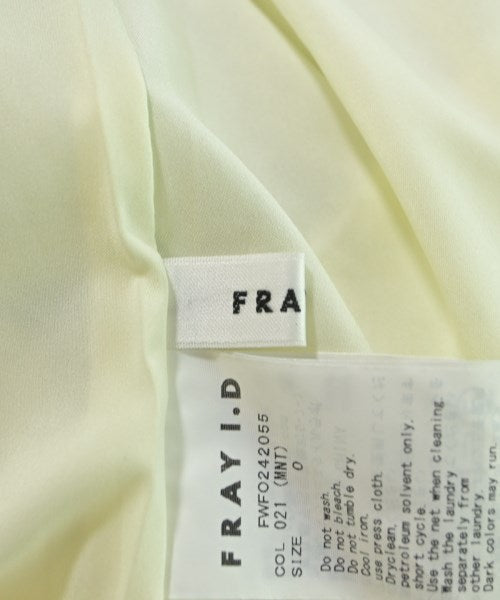 FRA
FRAY I.D
FWFO242055
COL 021 (MNT)
SIZE 0
Do not wash.
Do not bleach.
Do not tumble dry.
Cool iron.
use press cloth.
Dryclean.
petroleum solvent only.
short cycle.
Use the net when cleaning.
Wash the laundry
separately from
other laundry.
Dark colors may run.